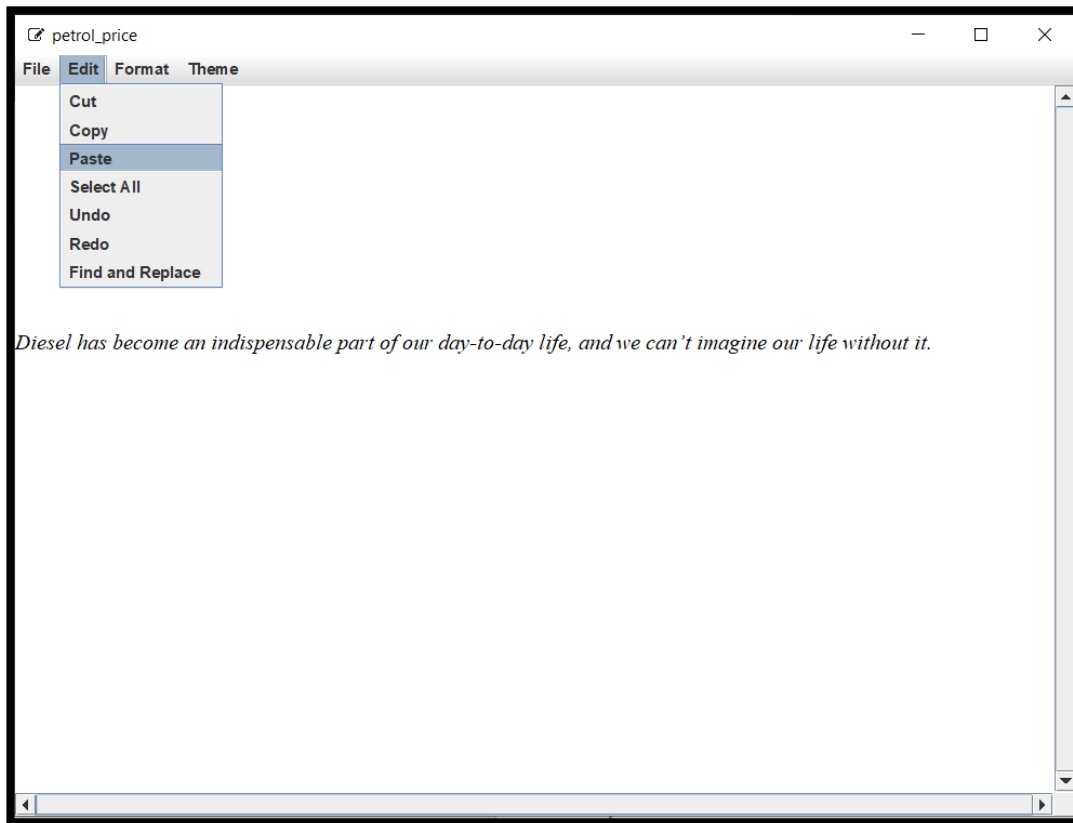 petrol_price
File Edit Format Theme
Cut
Copy
Paste
Select All
Undo
Redo
Find and Replace
Diesel has become an indispensable part of our day-to-day life, and we can’t imagine our life without it.